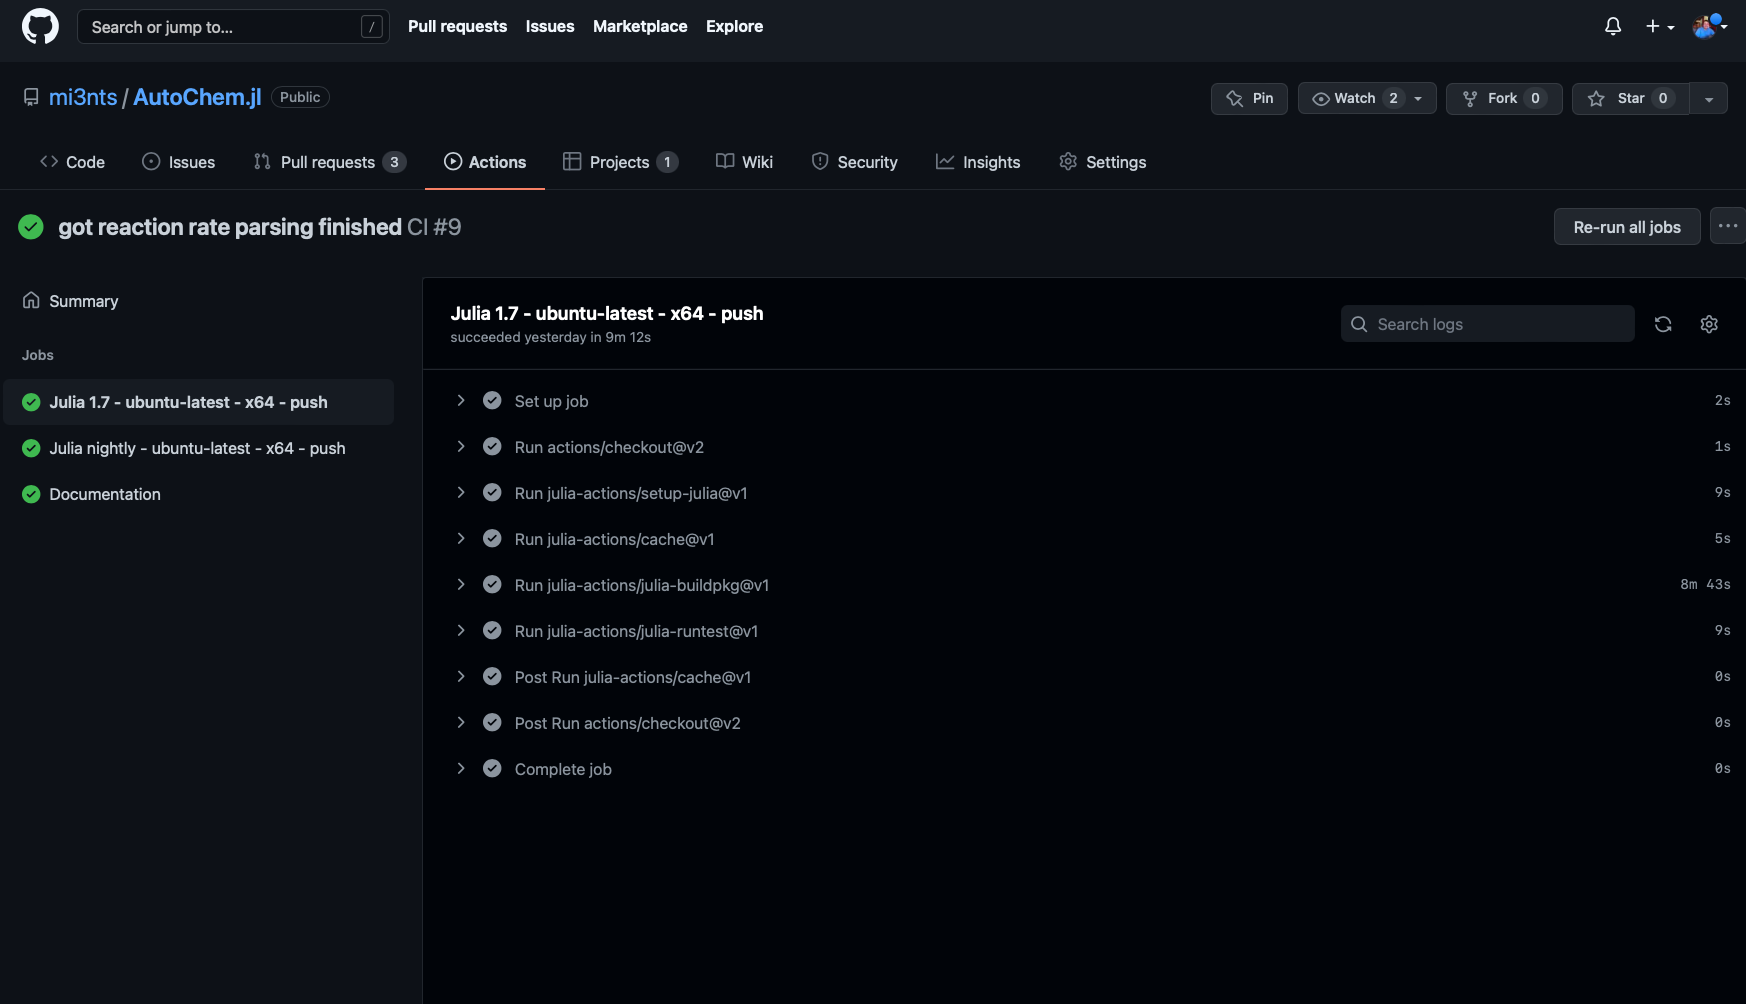 Search or jump to... / Pull requests Issues Marketplace Explore
mi3nts / AutoChem.jl Public Pin Watch 2 Fork 0 Star 0
Code Issues Pull requests 3 Actions Projects 1 Wiki Security Insights Settings
got reaction rate parsing finished CI #9 Re-run all jobs ...
Summary
Jobs
Julia 1.7 - ubuntu-latest - x64 - push
Julia nightly - ubuntu-latest - x64 - push
Documentation
Julia 1.7 - ubuntu-latest - x64 - push
succeeded yesterday in 9m 12s
Search logs
Set up job 2s
Run actions/checkout@v2 1s
Run julia-actions/setup-julia@v1 9s
Run julia-actions/cache@v1 5s
Run julia-actions/julia-buildpkg@v1 8m 43s
Run julia-actions/julia-runtest@v1 9s
Post Run julia-actions/cache@v1 0s
Post Run actions/checkout@v2 0s
Complete job 0s